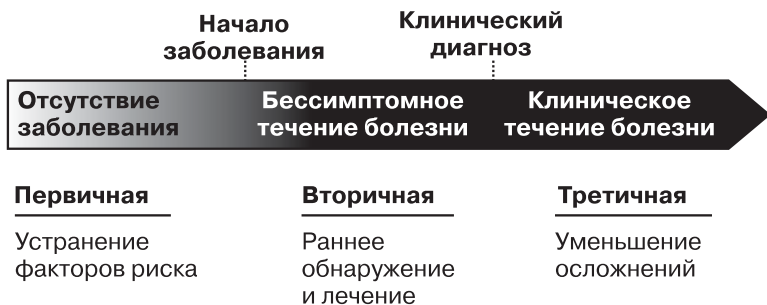 Начало
заболевания
Клинический
диагноз
Отсутствие
заболевания
Бессимптомное
течение болезни
Клиническое
течение болезни
Первичная
Устранение
факторов риска
Вторичная
Раннее
обнаружение
и лечение
Третичная
Уменьшение
осложнений